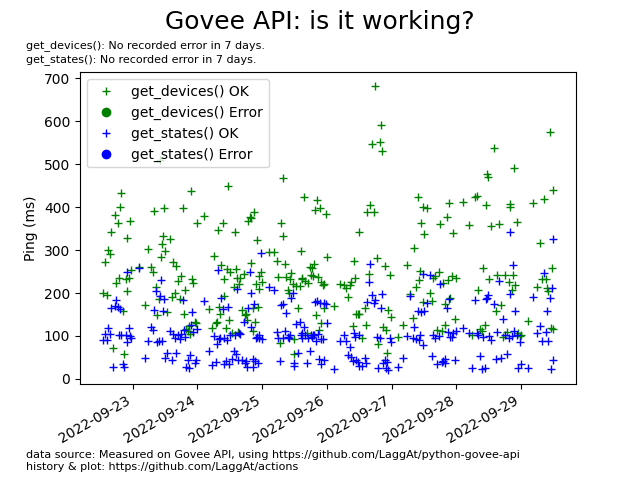 Govee API: is it working?
get_devices(): No recorded error in 7 days.
get_states(): No recorded error in 7 days.
get_devices() OK
get_devices() Error
get_states() OK
get_states() Error
Ping (ms)
700
600
500
400
300
200
100
0
2022-09-23
2022-09-24
2022-09-25
2022-09-26
2022-09-27
2022-09-28
2022-09-29
data source: Measured on Govee API, using https://github.com/LaggAt/python-govee-api
history & plot: https://github.com/LaggAt/actions